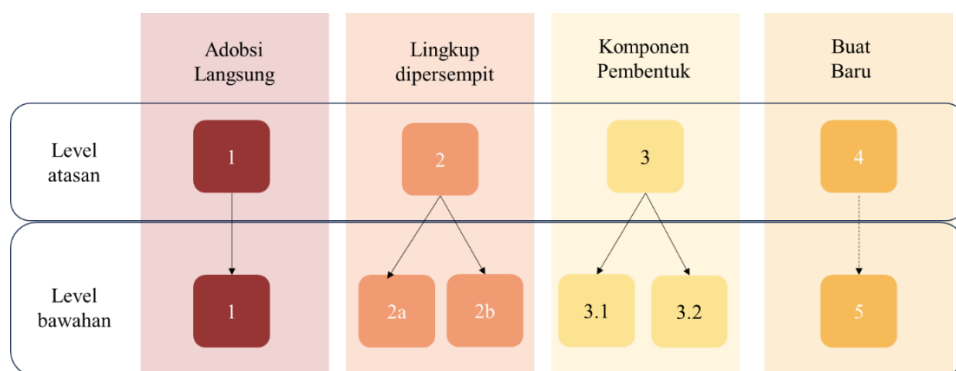 Adobsi
Langsung
Lingkup
dipersempit
Komponen
Pembentuk
Buat
Baru
Level
atasan
1
2
3
4
Level
bawahan
1
2a
2b
3.1
3.2
5